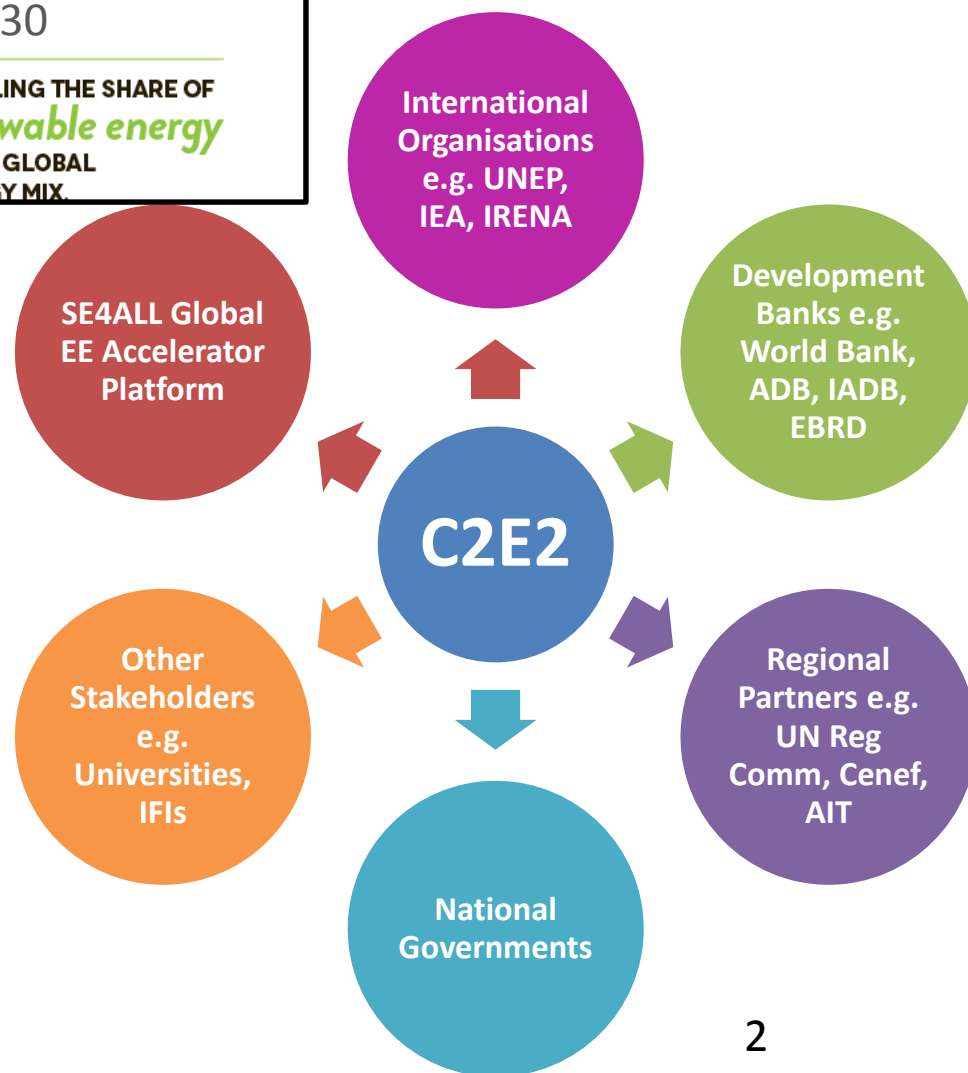 30
LING THE SHARE OF
wable energy
GLOBAL
GY MIX.
International
Organisations
e.g. UNEP,
IEA, IRENA
SE4ALL Global
EE Accelerator
Platform
Development
Banks e.g.
World Bank,
ADB, IADB,
EBRD
C2E2
Other
Stakeholders
e.g.
Universities,
IFIs
Regional
Partners e.g.
UN Reg
Comm, Cenef,
AIT
National
Governments
2